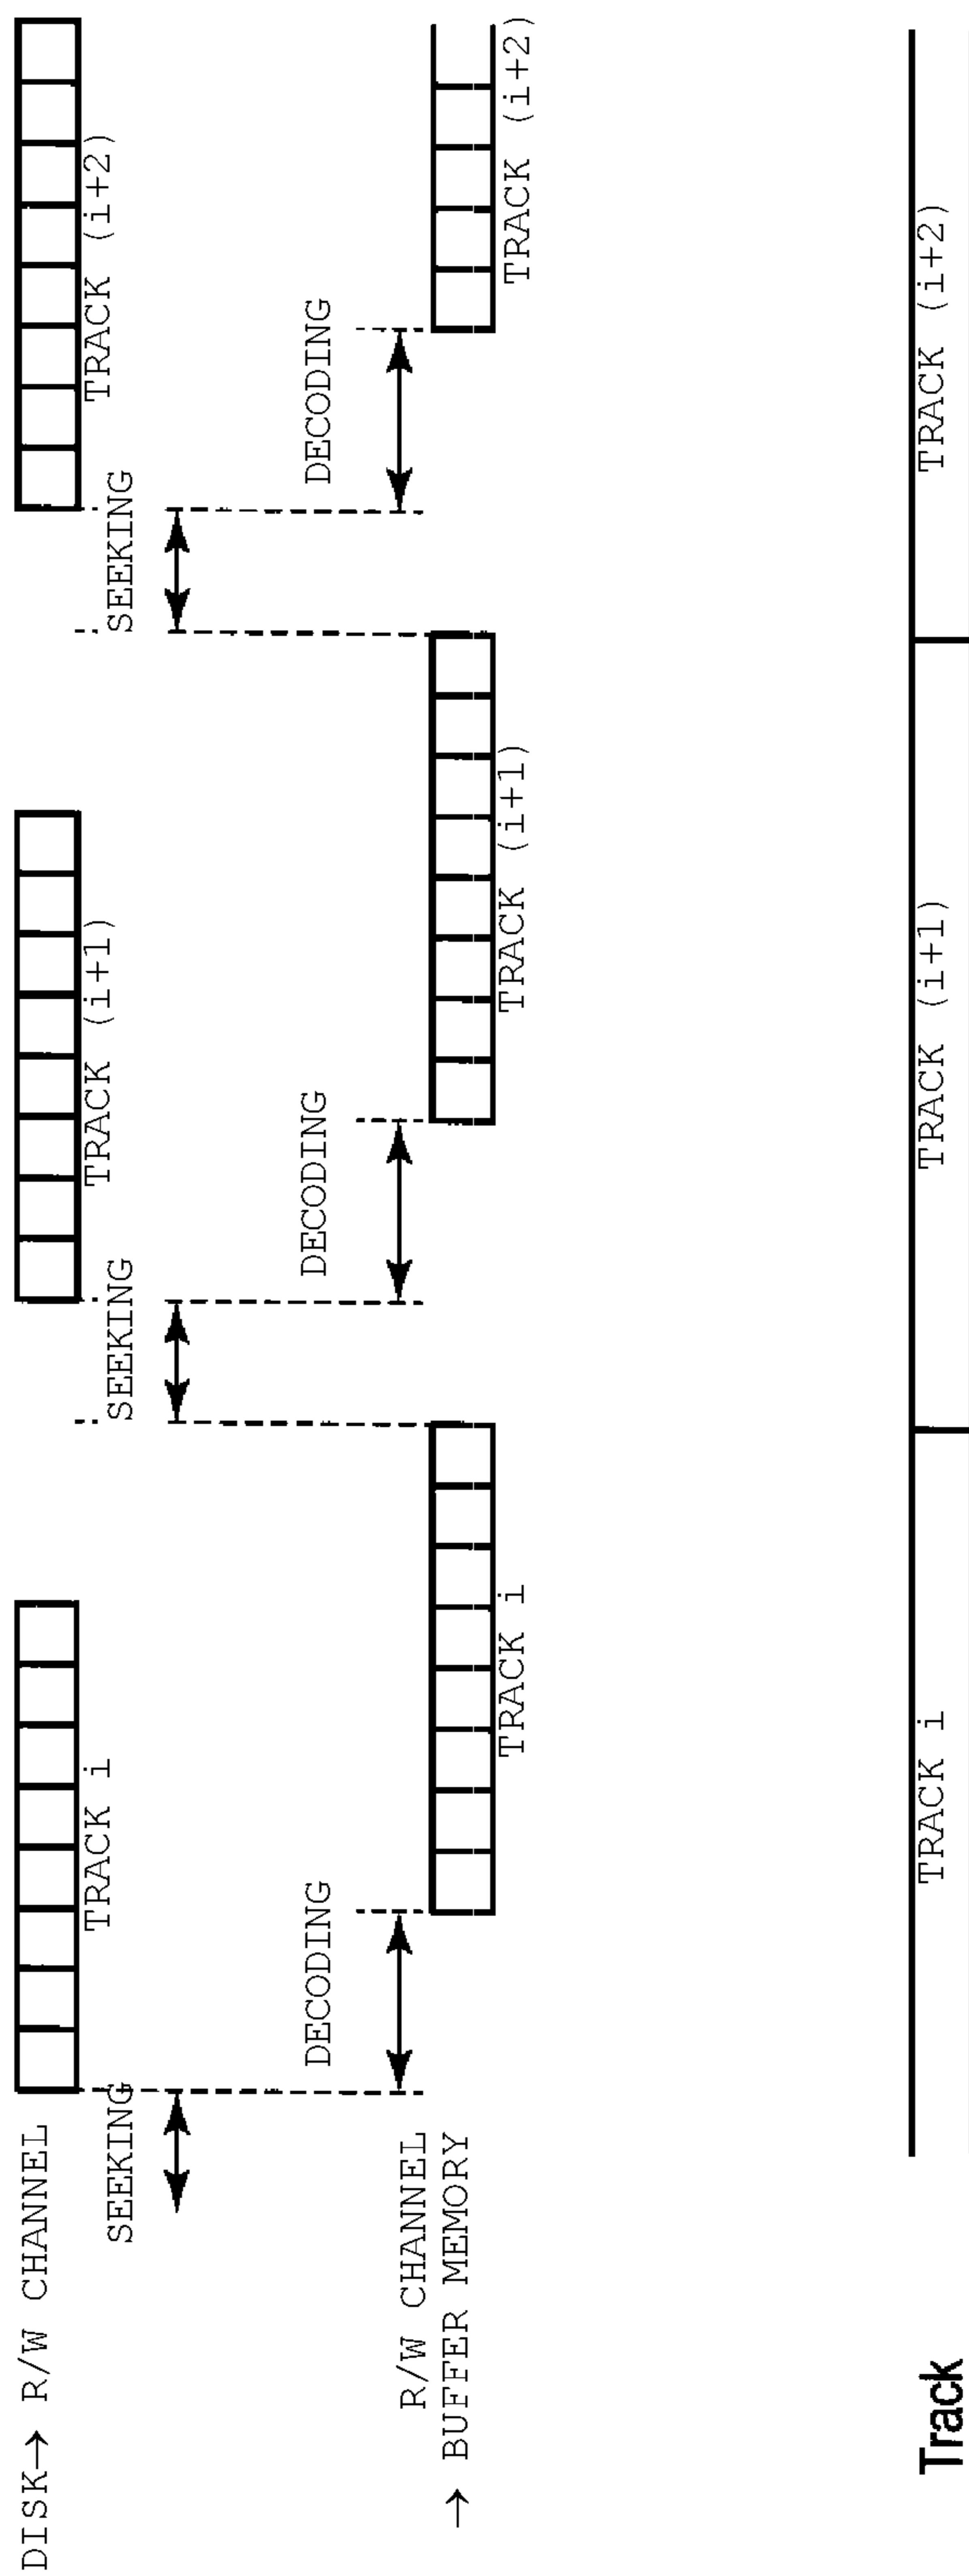 DISK→ R/W CHANNEL
TRACK i
TRACK (i+1)
TRACK (i+2)
SEEKING
SEEKING
SEEKING
DECODING
DECODING
DECODING
R/W CHANNEL
→ BUFFER MEMORY
TRACK i
TRACK (i+1)
TRACK (i+2)
Track
TRACK i
TRACK (i+1)
TRACK (i+2)